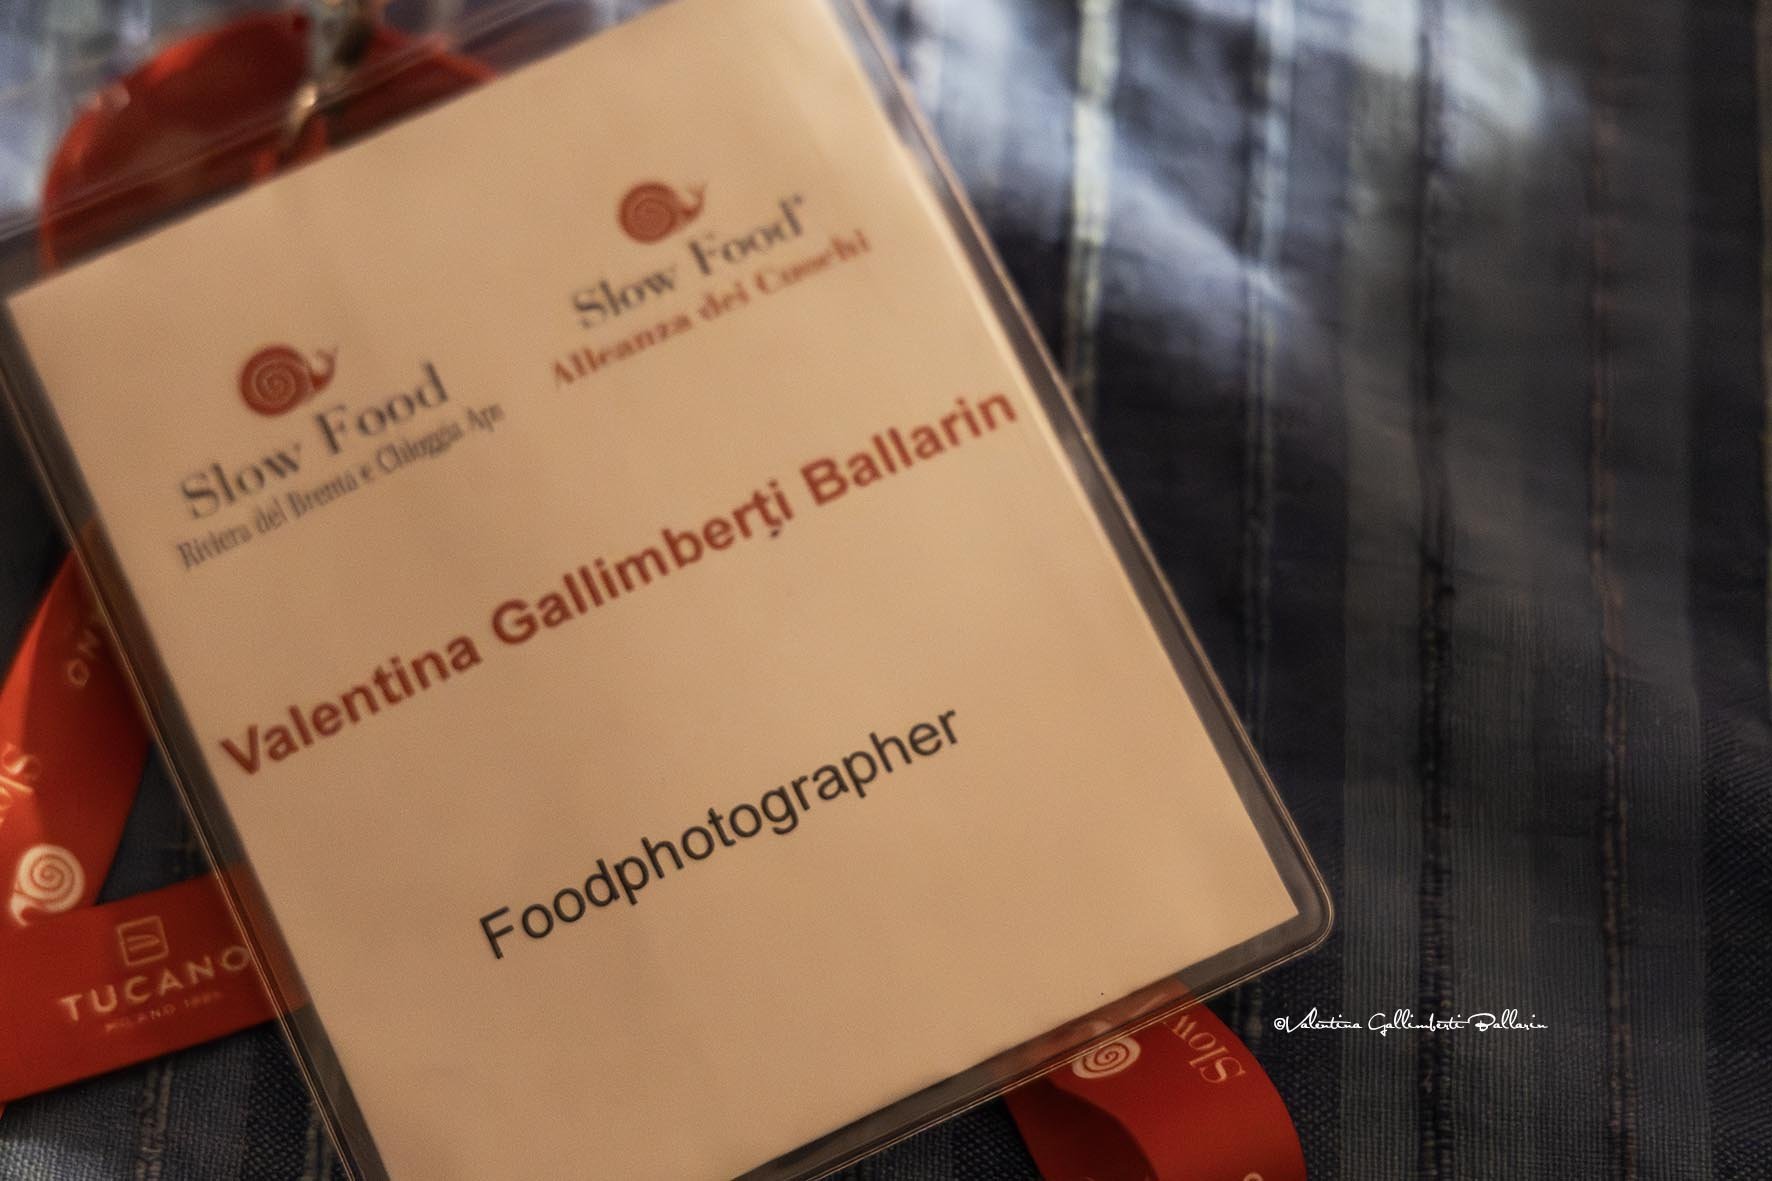 Slow Food®
Alleanza dei Cuochi
Slow Food
Riviera del Brenta e Chioggia Aps
Valentina Gallimberţi Ballarin
Foodphotographer
TUCANO
MILANO 1985
Slow
©Valentina Gallimberti Ballarin